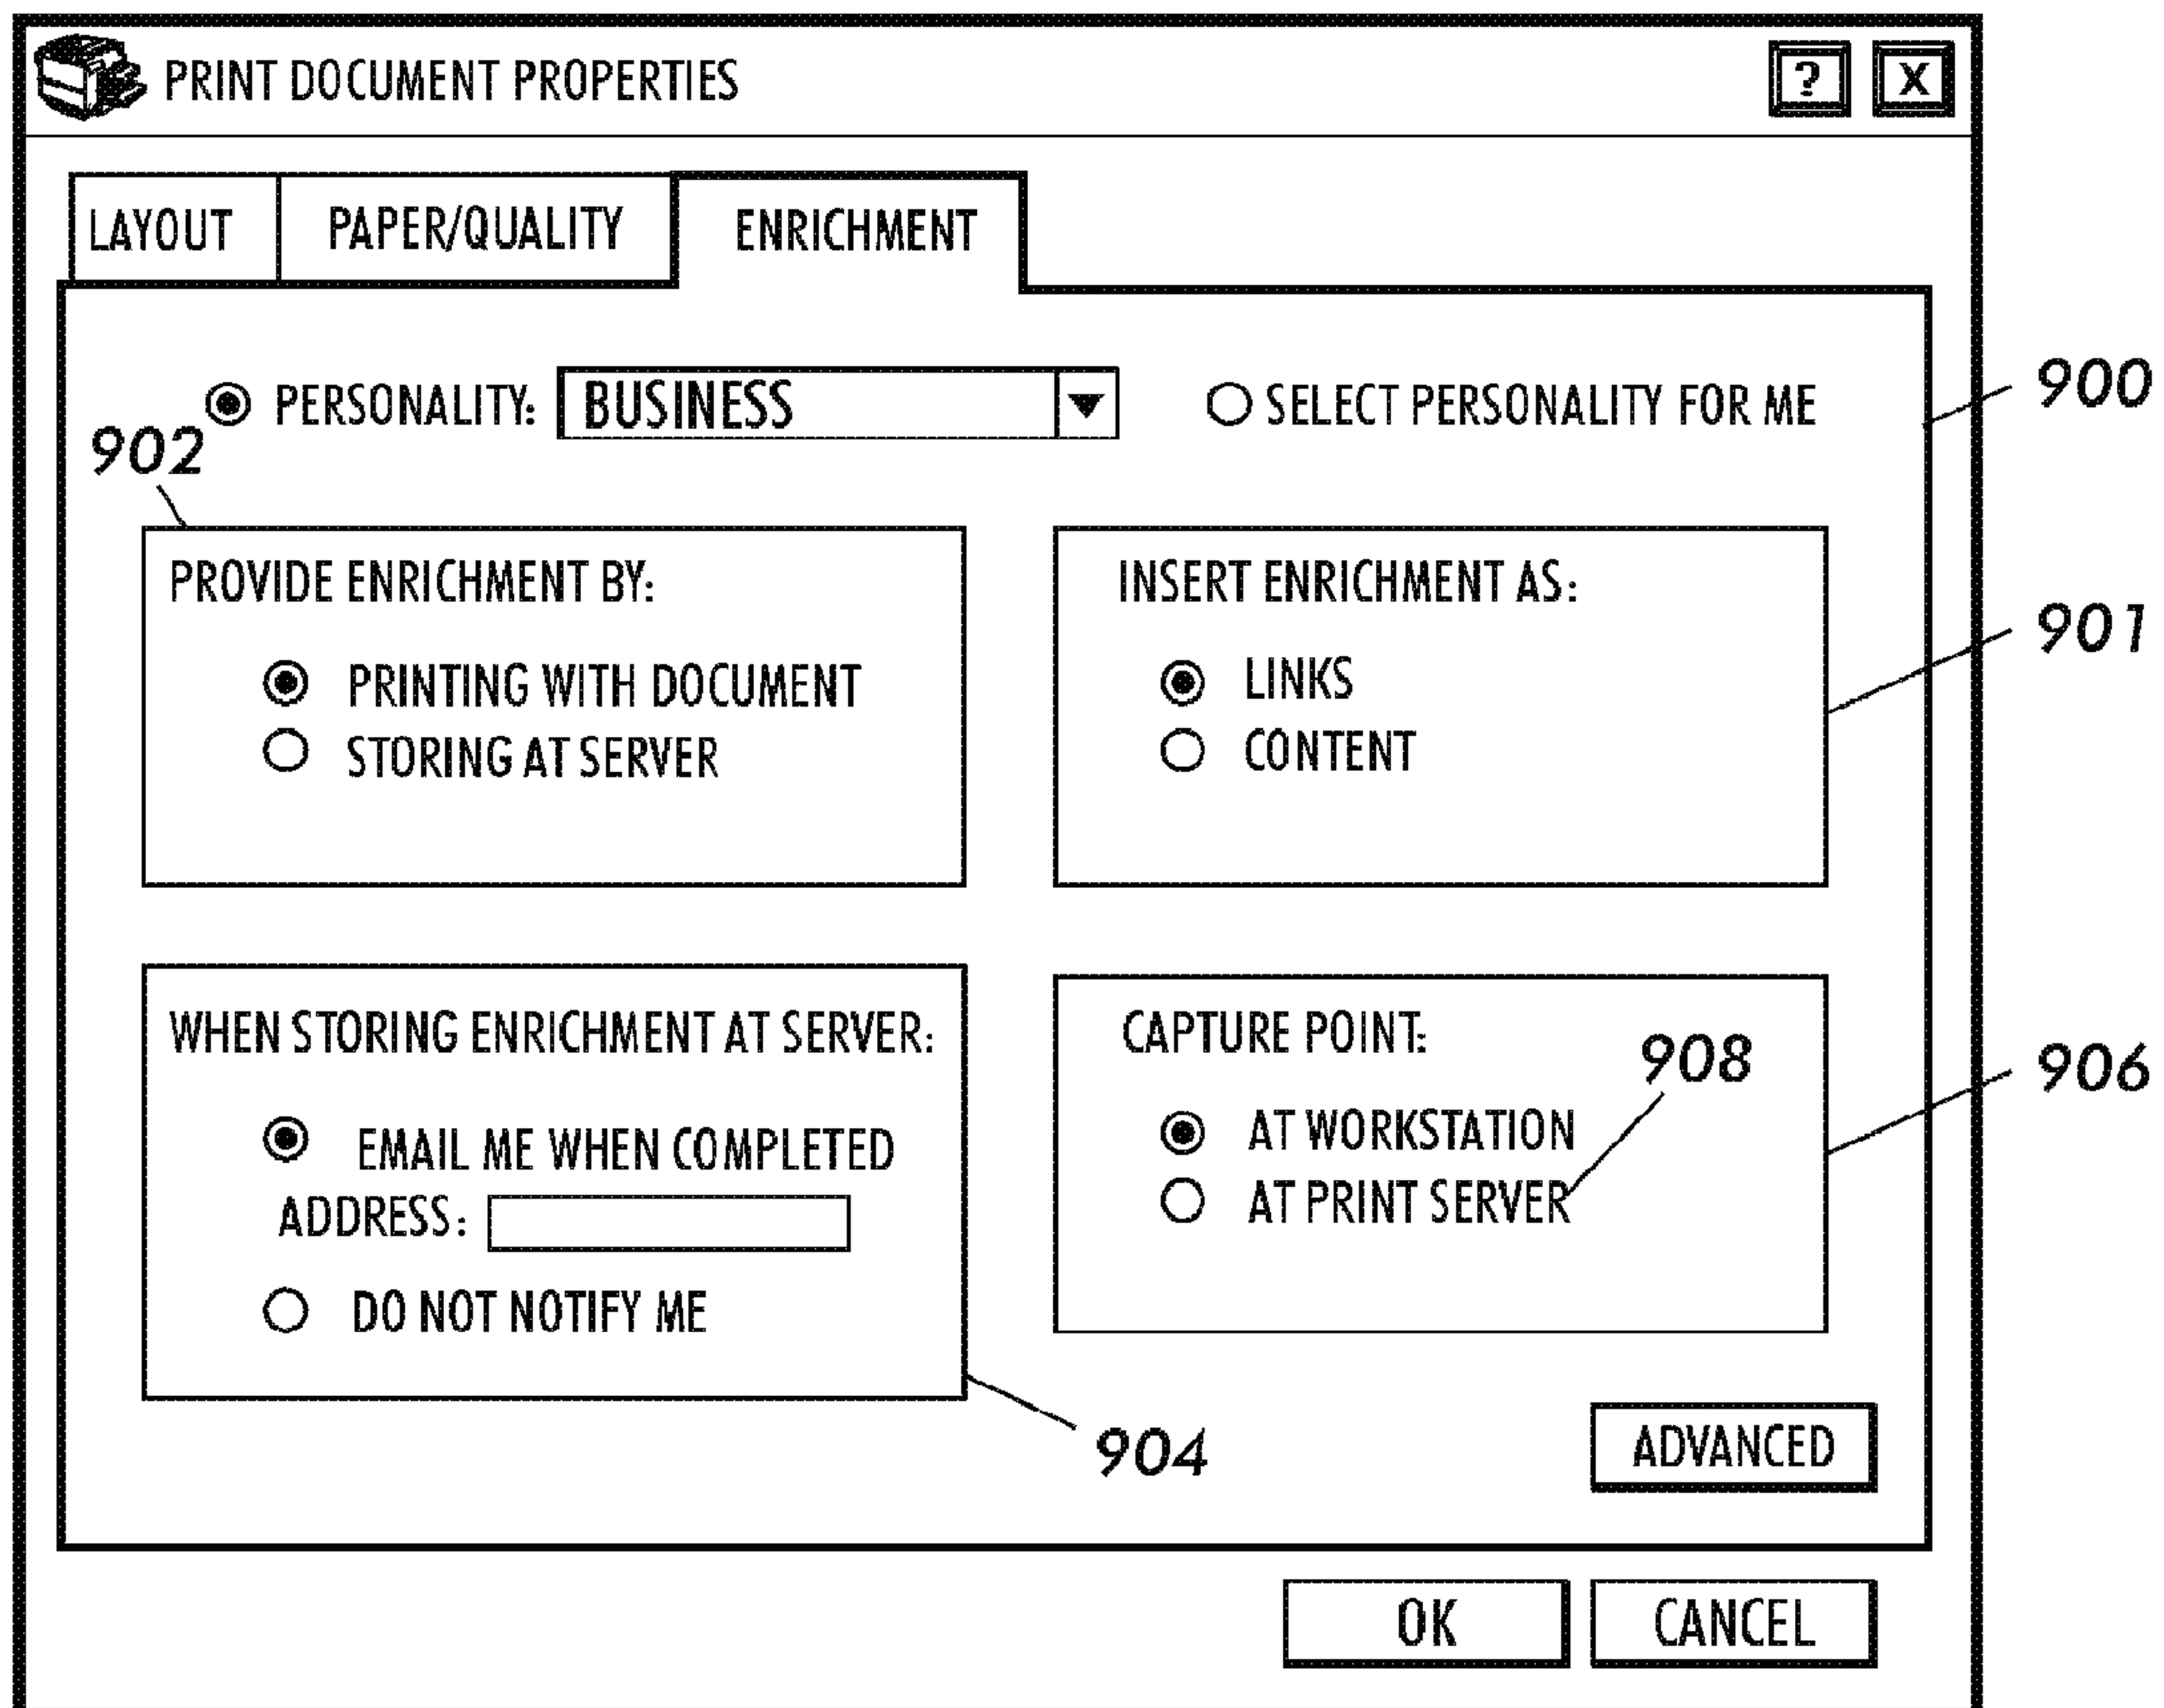 PRINT DOCUMENT PROPERTIES ? X
LAYOUT PAPER/QUALITY ENRICHMENT
PERSONALITY: BUSINESS SELECT PERSONALITY FOR ME 900
902
PROVIDE ENRICHMENT BY:
PRINTING WITH DOCUMENT
STORING AT SERVER
INSERT ENRICHMENT AS:
901
LINKS
CONTENT
WHEN STORING ENRICHMENT AT SERVER:
EMAIL ME WHEN COMPLETED
ADDRESS:
DO NOT NOTIFY ME
904
CAPTURE POINT:
908
906
AT WORKSTATION
AT PRINT SERVER
ADVANCED
OK CANCEL